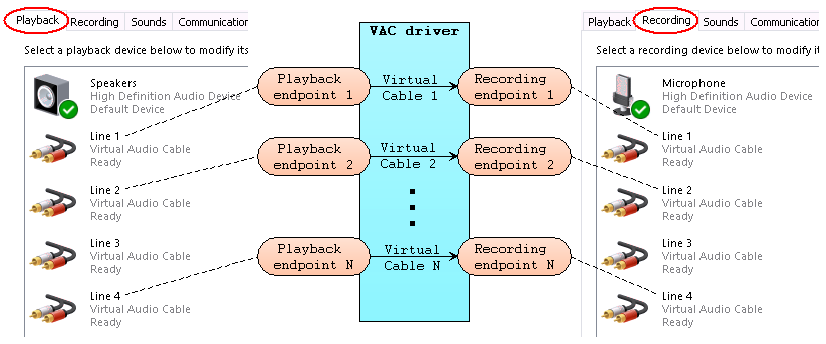 Playback
Recording
Sounds
Communication
Select a playback device below to modify its
Speakers
High Definition Audio Device
Default Device
Line 1
Virtual Audio Cable
Ready
Line 2
Virtual Audio Cable
Ready
Line 3
Virtual Audio Cable
Ready
Line 4
Virtual Audio Cable
Ready
VAC driver
Playback
endpoint 1
Virtual
Cable 1
Recording
endpoint 1
Playback
endpoint 2
Virtual
Cable 2
Recording
endpoint 2
Playback
endpoint N
Virtual
Cable N
Recording
endpoint N
Playback
Recording
Sounds
Communication
Select a recording device below to modify it
Microphone
High Definition Audio Device
Default Device
Line 1
Virtual Audio Cable
Ready
Line 2
Virtual Audio Cable
Ready
Line 3
Virtual Audio Cable
Ready
Line 4
Virtual Audio Cable
Ready